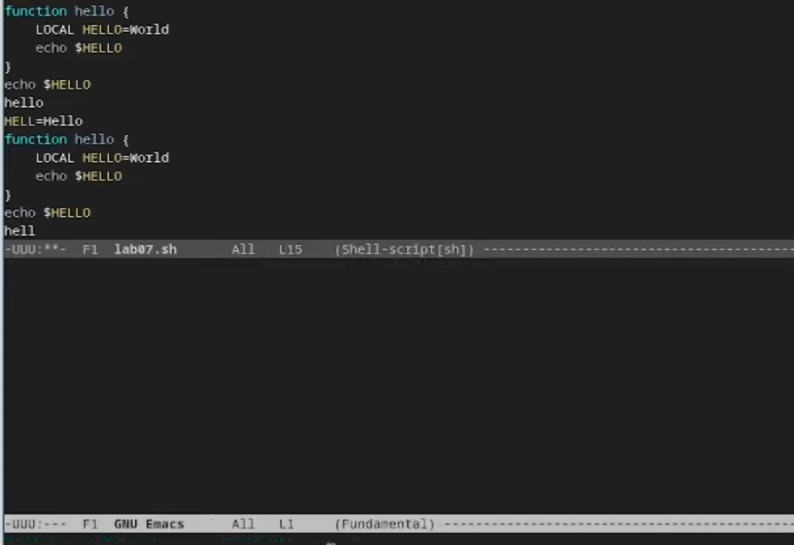 function hello {
    LOCAL HELLO=World
    echo $HELLO
}
echo $HELLO
hello
HELL=Hello
function hello {
    LOCAL HELLO=World
    echo $HELLO
}
echo $HELLO
hell
-UUU:**-  F1  lab07.sh       All   L15    (Shell-script[sh]) ----------------------------------------
-UUU:---  F1  GNU Emacs      All   L1     (Fundamental) ---------------------------------------------